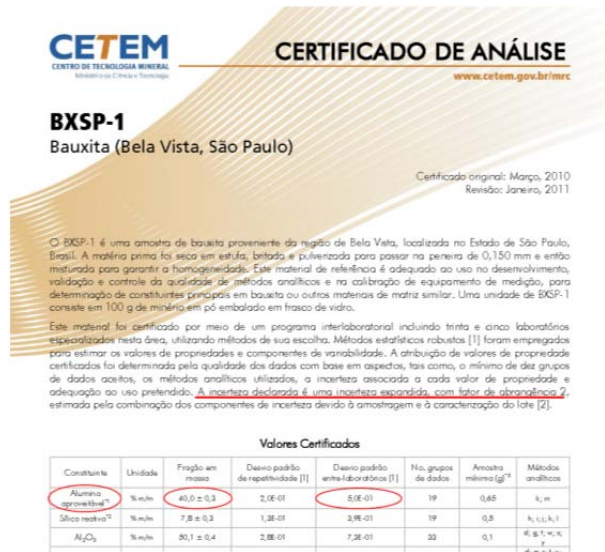 CETEM
CENTRO DE TECNOLOGIA MINERAL
Ministério da Ciência e Tecnologia
CERTIFICADO DE ANÁLISE
www.cetem.gov.br/mrc
BXSP-1
Bauxita (Bela Vista, São Paulo)
Certificado original: Março, 2010
Revisão: Janeiro, 2011
O BXSP-1 é uma amostra de bauxita proveniente da região de Bela Vista, localizada no Estado de São Paulo,
Brasil. A matéria prima foi seca em estufa, britada e pulverizada para passar na peneira de 0,150 mm e então
misturada para garantir a homogeneidade. Este material de referência é adequado ao uso no desenvolvimento,
validação e controle da qualidade de métodos analíticos e na calibração de equipamento de medição, para
determinação de constituintes principais em bauxita ou outros materiais de matriz similar. Uma unidade de BXSP-1
consiste em 100 g de minério em pó embalado em frasco de vidro.
Este material foi certificado por meio de um programa interlaboratorial incluindo trinta e cinco laboratórios
especializados nesta área, utilizando métodos de sua escolha. Métodos estatísticos robustos [1] foram empregados
para estimar os valores de propriedades e componentes de variabilidade. A atribuição de valores de propriedade
certificados foi determinada pela qualidade dos dados com base em aspectos, tais como, o mínimo de dez grupos
de dados aceitos, os métodos analíticos utilizados, a incerteza associada a cada valor de propriedade e
adequação ao uso pretendido. A incerteza declarada é uma incerteza expandida, com fator de abrangência 2,
estimada pela combinação dos componentes de incerteza devido à amostragem e à caracterização do lote [2].
Valores Certificados
Constituinte Unidade Fração em massa Desvio padrão de repetitividade [1] Desvio padrão entre-laboratórios [1] No. grupos de dados Amostra mínima (g)*3 Métodos analíticos
Alumina aproveitável*1 % m/m 40,0 ± 0,3 2,0E-01 5,0E-01 19 0,65 k; m
Sílica reativa*2 % m/m 7,8 ± 0,3 1,3E-01 3,9E-01 19 0,5
Al2O3 % m/m 50,1 ± 0,4 2,8E-01 7,2E-01 33 0,1